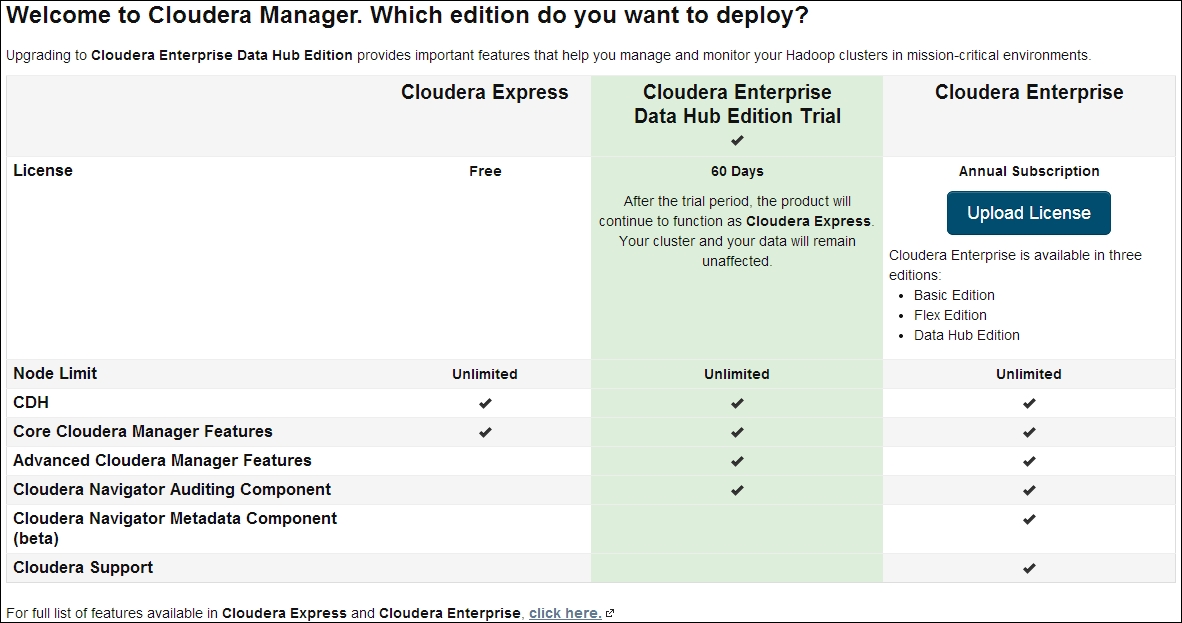 Welcome to Cloudera Manager. Which edition do you want to deploy?
Upgrading to Cloudera Enterprise Data Hub Edition provides important features that help you manage and monitor your Hadoop clusters in mission-critical environments.
Cloudera Express
Cloudera Enterprise
Data Hub Edition Trial
✔
Cloudera Enterprise
License
Free
60 Days
After the trial period, the product will
continue to function as Cloudera Express.
Your cluster and your data will remain
unaffected.
Annual Subscription
Upload License
Cloudera Enterprise is available in three
editions:
• Basic Edition
• Flex Edition
• Data Hub Edition
Node Limit Unlimited Unlimited Unlimited
CDH ✔ ✔ ✔
Core Cloudera Manager Features ✔ ✔ ✔
Advanced Cloudera Manager Features ✔ ✔
Cloudera Navigator Auditing Component ✔ ✔
Cloudera Navigator Metadata Component ✔
(beta)
Cloudera Support ✔
For full list of features available in Cloudera Express and Cloudera Enterprise, click here.